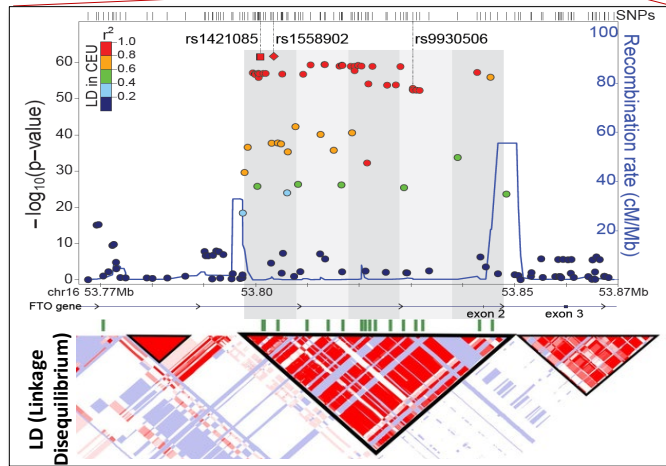 SNPs
rs1421085 rs1558902 rs9930506
r²
1.0
0.8
0.6
0.4
0.2
LD in CEU
60
50
40
30
20
10
0
− log10(p−value)
100
80
60
40
20
Recombination rate (cM/Mb)
chr16 53.77Mb 53.80 53.85 53.87Mb
FTO gene exon 2 exon 3
LD (Linkage
Disequilibrium)